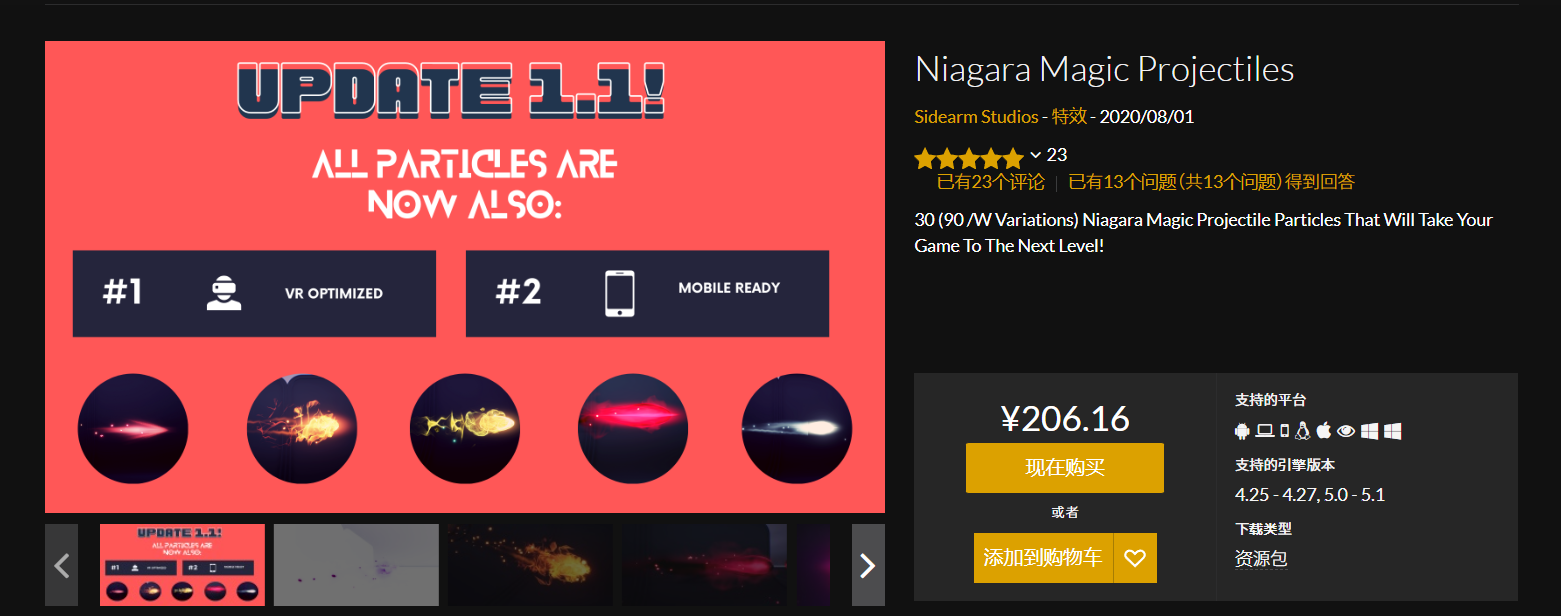 UPDATE 1.1!
ALL PARTICLES ARE
NOW ALSO:
#1
VR OPTIMIZED
#2
MOBILE READY
Niagara Magic Projectiles
Sidearm Studios - 特效 - 2020/08/01
23
已有23个评论 | 已有13个问题(共13个问题)得到回答
30 (90 /W Variations) Niagara Magic Projectile Particles That Will Take Your
Game To The Next Level!
¥206.16
现在购买
或者
添加到购物车
支持的平台
支持的引擎版本
4.25 - 4.27, 5.0 - 5.1
下载类型
资源包
UPDATE 1.1!
ALL PARTICLES ARE
NOW ALSO:
#1
#2